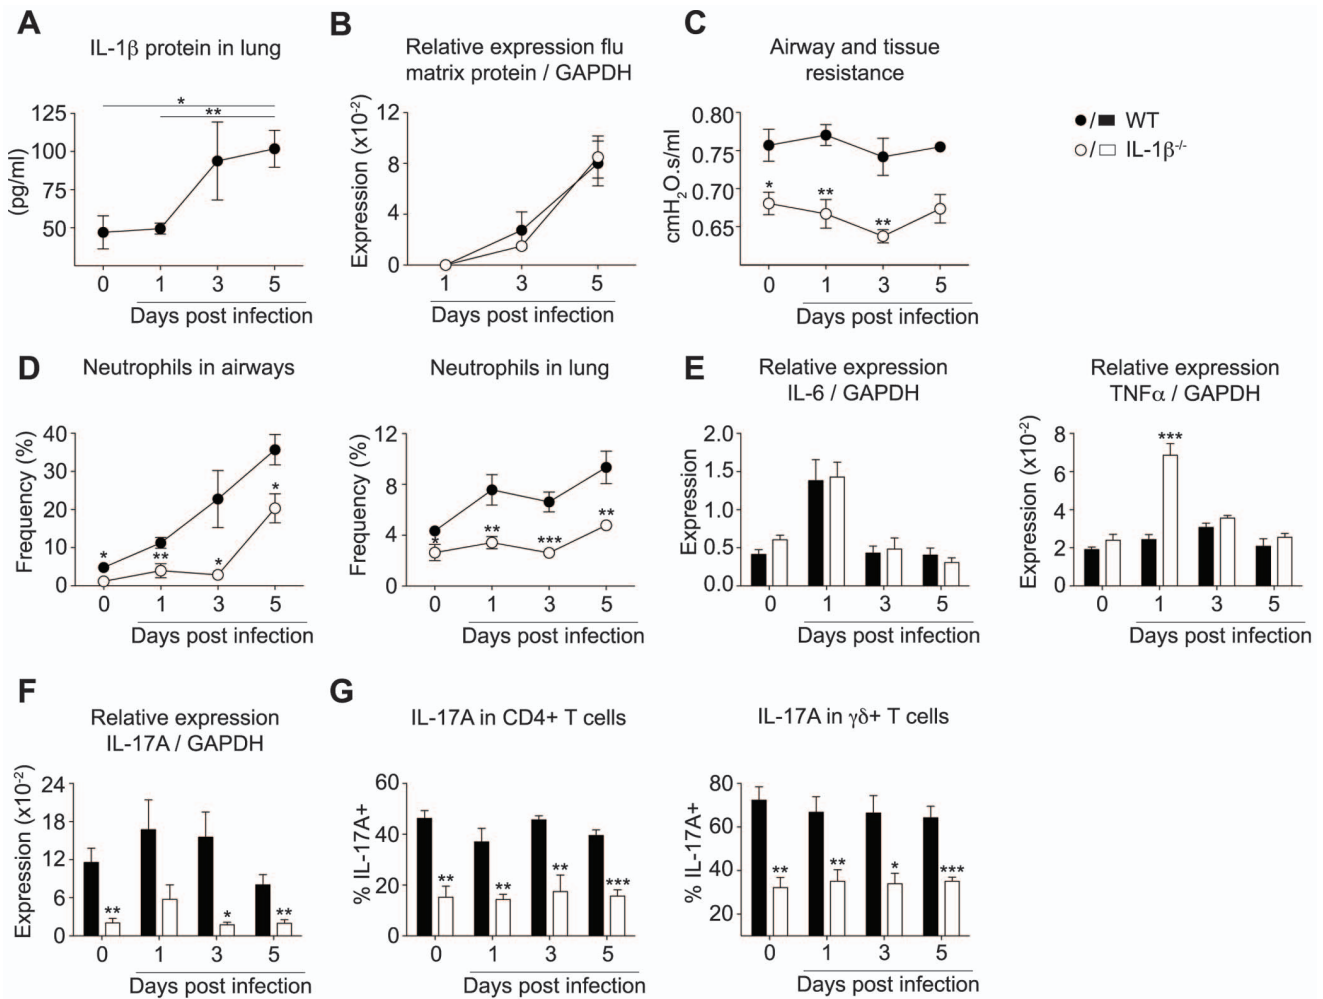 A
IL-1β protein in lung
(pg/ml)
125
100
75
50
*
**
0 1 3 5
Days post infection
B
Relative expression flu
matrix protein / GAPDH
Expression (x10-2)
12
8
4
0
1 3 5
Days post infection
C
Airway and tissue
resistance
cmH2O.s/ml
0.80
0.75
0.70
0.65
* ** **
0 1 3 5
Days post infection
●/■ WT
○/□ IL-1β-/-
D
Neutrophils in airways
Frequency (%)
40
30
20
10
0
* ** * *
0 1 3 5
Days post infection
Neutrophils in lung
Frequency (%)
12
8
4
0
* ** *** **
0 1 3 5
Days post infection
E
Relative expression
IL-6 / GAPDH
Expression
2.0
1.5
1.0
0.5
0.0
0 1 3 5
Days post infection
Relative expression
TNFα / GAPDH
Expression (x10-2)
8
6
4
2
0
***
0 1 3 5
Days post infection
F
Relative expression
IL-17A / GAPDH
Expression (x10-2)
24
18
12
6
0
** * **
0 1 3 5
Days post infection
G
IL-17A in CD4+ T cells
% IL-17A+
60
40
20
0
** ** ** ***
0 1 3 5
Days post infection
IL-17A in γδ+ T cells
% IL-17A+
80
60
40
20
** ** * ***
0 1 3 5
Days post infection